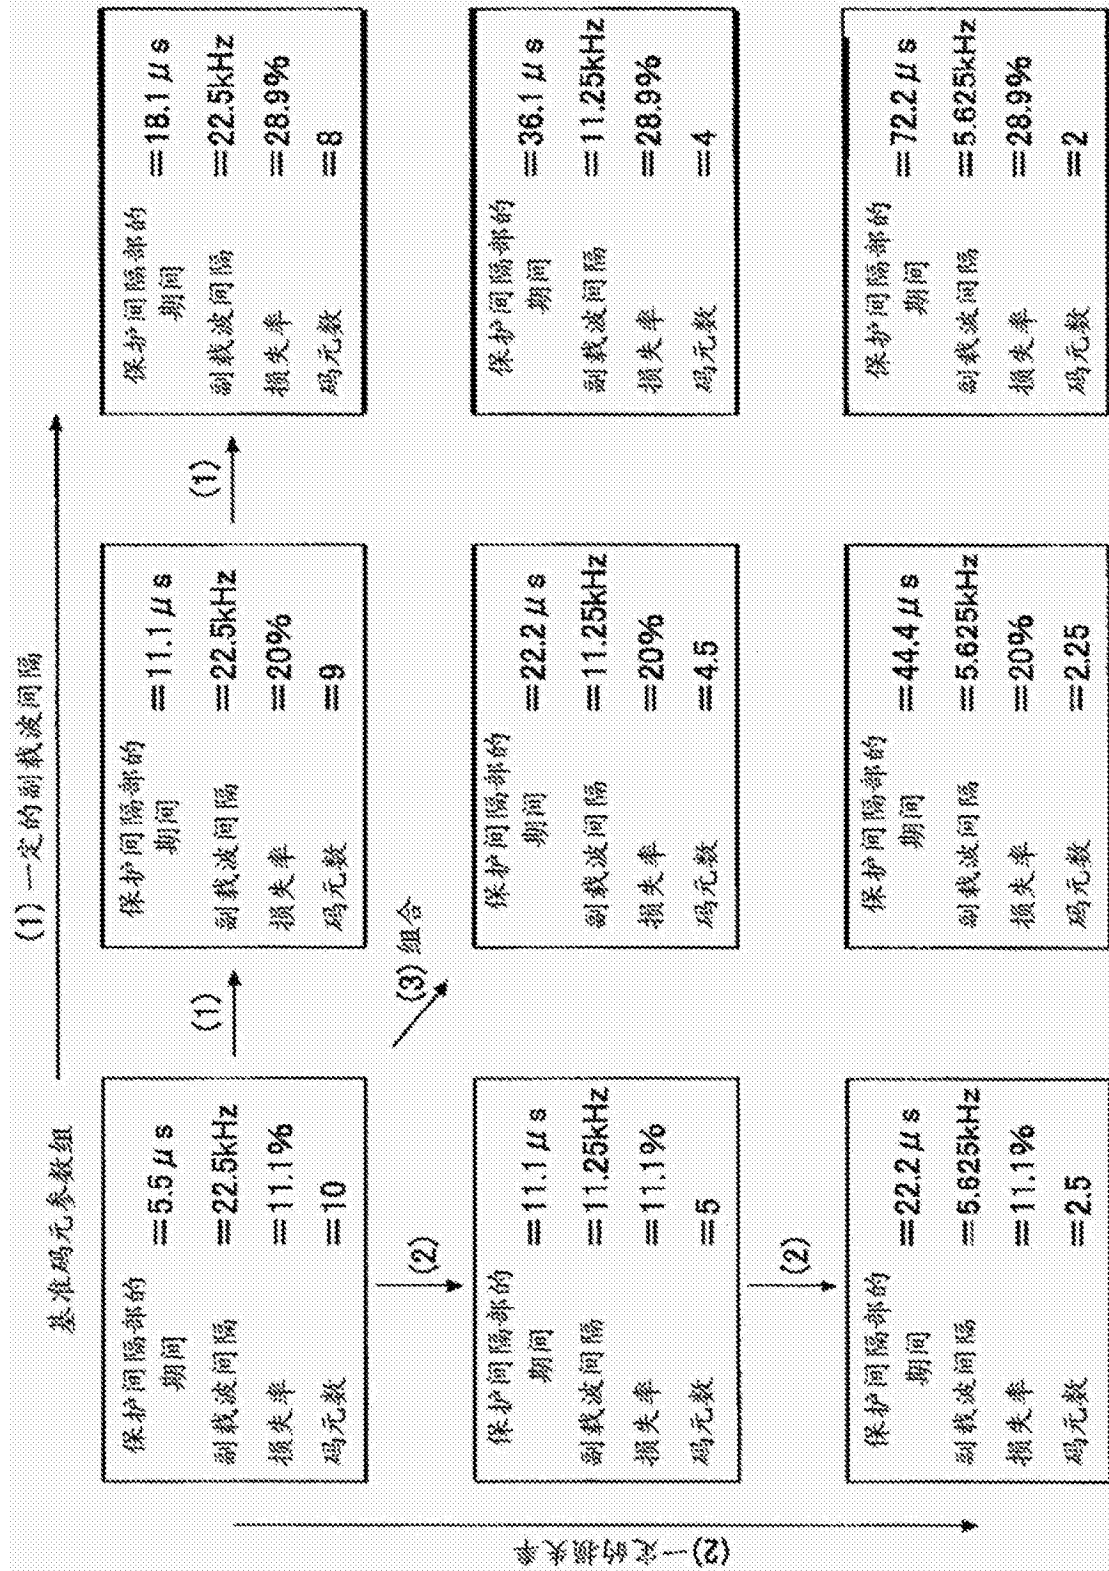 (1)一定的副载波间隔
基准码元参数组
保护间隔部的
期间 =5.5μs
副载波间隔 =22.5kHz
损失率 =11.1%
码元数 =10
(1)
保护间隔部的
期间 =11.1μs
副载波间隔 =22.5kHz
损失率 =20%
码元数 =9
(1)
保护间隔部的
期间 =18.1μs
副载波间隔 =22.5kHz
损失率 =28.9%
码元数 =8
(2)一定的损失率
(2)
(3)组合
保护间隔部的
期间 =11.1μs
副载波间隔 =11.25kHz
损失率 =11.1%
码元数 =5
保护间隔部的
期间 =22.2μs
副载波间隔 =11.25kHz
损失率 =20%
码元数 =4.5
保护间隔部的
期间 =36.1μs
副载波间隔 =11.25kHz
损失率 =28.9%
码元数 =4
(2)
保护间隔部的
期间 =22.2μs
副载波间隔 =5.625kHz
损失率 =11.1%
码元数 =2.5
保护间隔部的
期间 =44.4μs
副载波间隔 =5.625kHz
损失率 =20%
码元数 =2.25
保护间隔部的
期间 =72.2μs
副载波间隔 =5.625kHz
损失率 =28.9%
码元数 =2